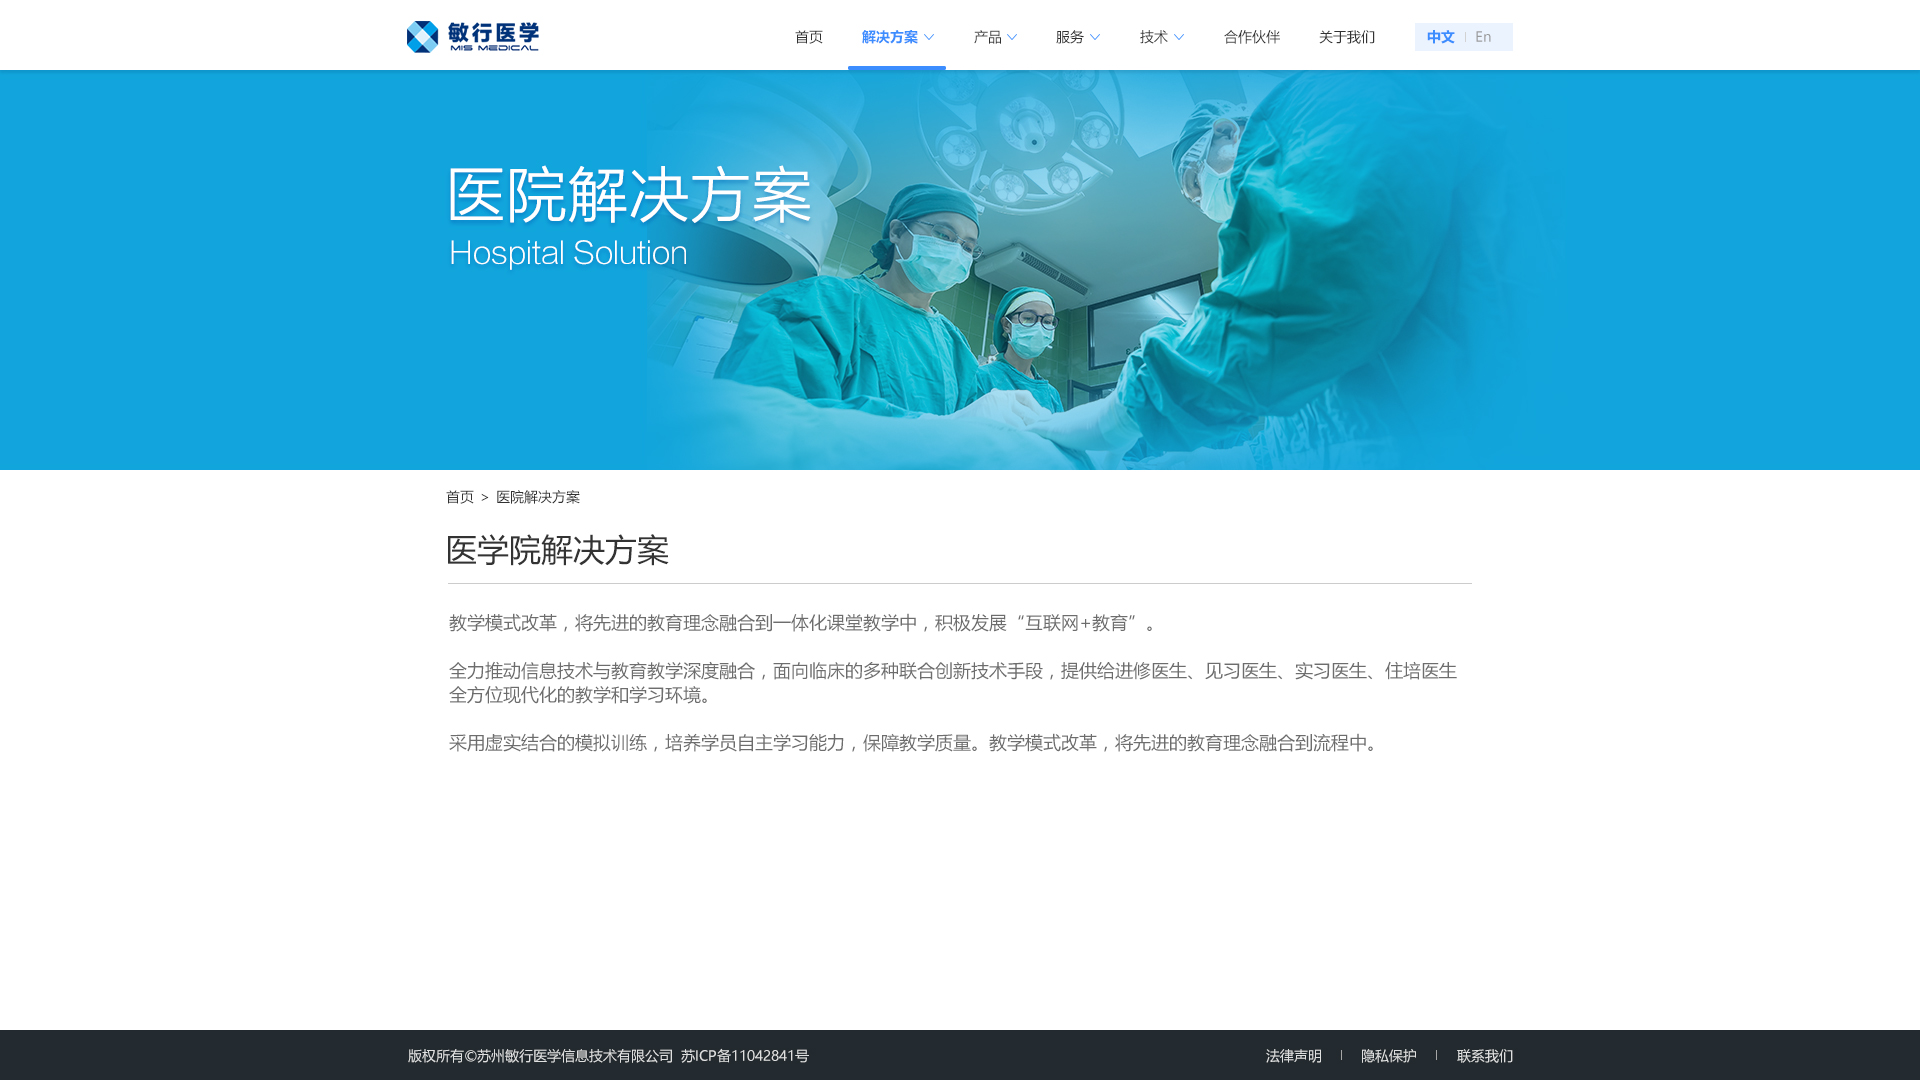 敏行医学
MIS MEDICAL
首页
解决方案
产品
服务
技术
合作伙伴
关于我们
中文
En
医院解决方案
Hospital Solution
首页 > 医院解决方案
医学院解决方案
教学模式改革，将先进的教育理念融合到一体化课堂教学中，积极发展“互联网+教育”。
全力推动信息技术与教育教学深度融合，面向临床的多种联合创新技术手段，提供给进修医生、见习医生、实习医生、住培医生
全方位现代化的教学和学习环境。
采用虚实结合的模拟训练，培养学员自主学习能力，保障教学质量。教学模式改革，将先进的教育理念融合到流程中。
版权所有©苏州敏行医学信息技术有限公司 苏ICP备11042841号
法律声明
隐私保护
联系我们